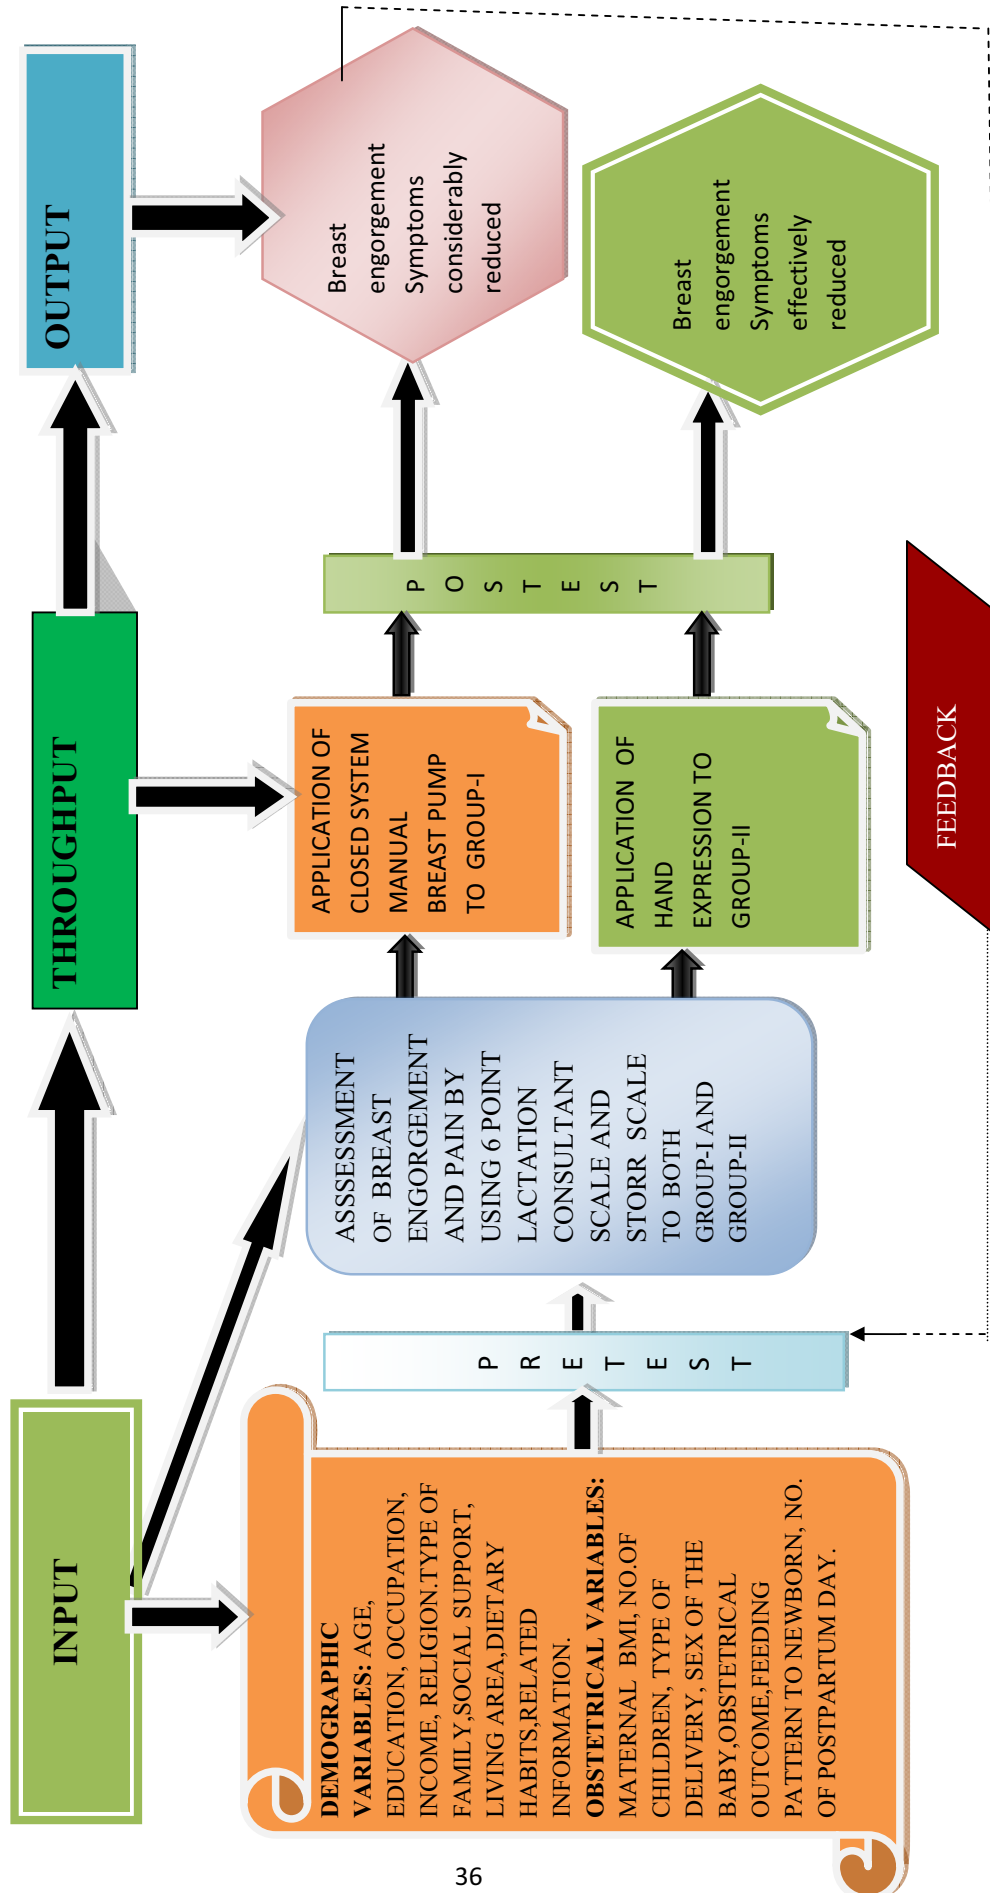 INPUT
THROUGHPUT
OUTPUT
DEMOGRAPHIC
VARIABLES: AGE,
EDUCATION, OCCUPATION,
INCOME, RELIGION.TYPE OF
FAMILY,SOCIAL SUPPORT,
LIVING AREA,DIETARY
HABITS,RELATED
INFORMATION.
OBSTETRICAL VARIABLES:
MATERNAL BMI, NO.OF
CHILDREN, TYPE OF
DELIVERY, SEX OF THE
BABY,OBSTETRICAL
OUTCOME,FEEDING
PATTERN TO NEWBORN, NO.
OF POSTPARTUM DAY.
P R E T E S T
ASSSESSMENT
OF BREAST
ENGORGEMENT
AND PAIN BY
USING 6 POINT
LACTATION
CONSULTANT
SCALE AND
STORR SCALE
TO BOTH
GROUP-I AND
GROUP-II
APPLICATION OF
CLOSED SYSTEM
MANUAL
BREAST PUMP
TO GROUP-I
APPLICATION OF
HAND
EXPRESSION TO
GROUP-II
P O S T E S T
Breast
engorgement
Symptoms
considerably
reduced
Breast
engorgement
Symptoms
effectively
reduced
FEEDBACK
36